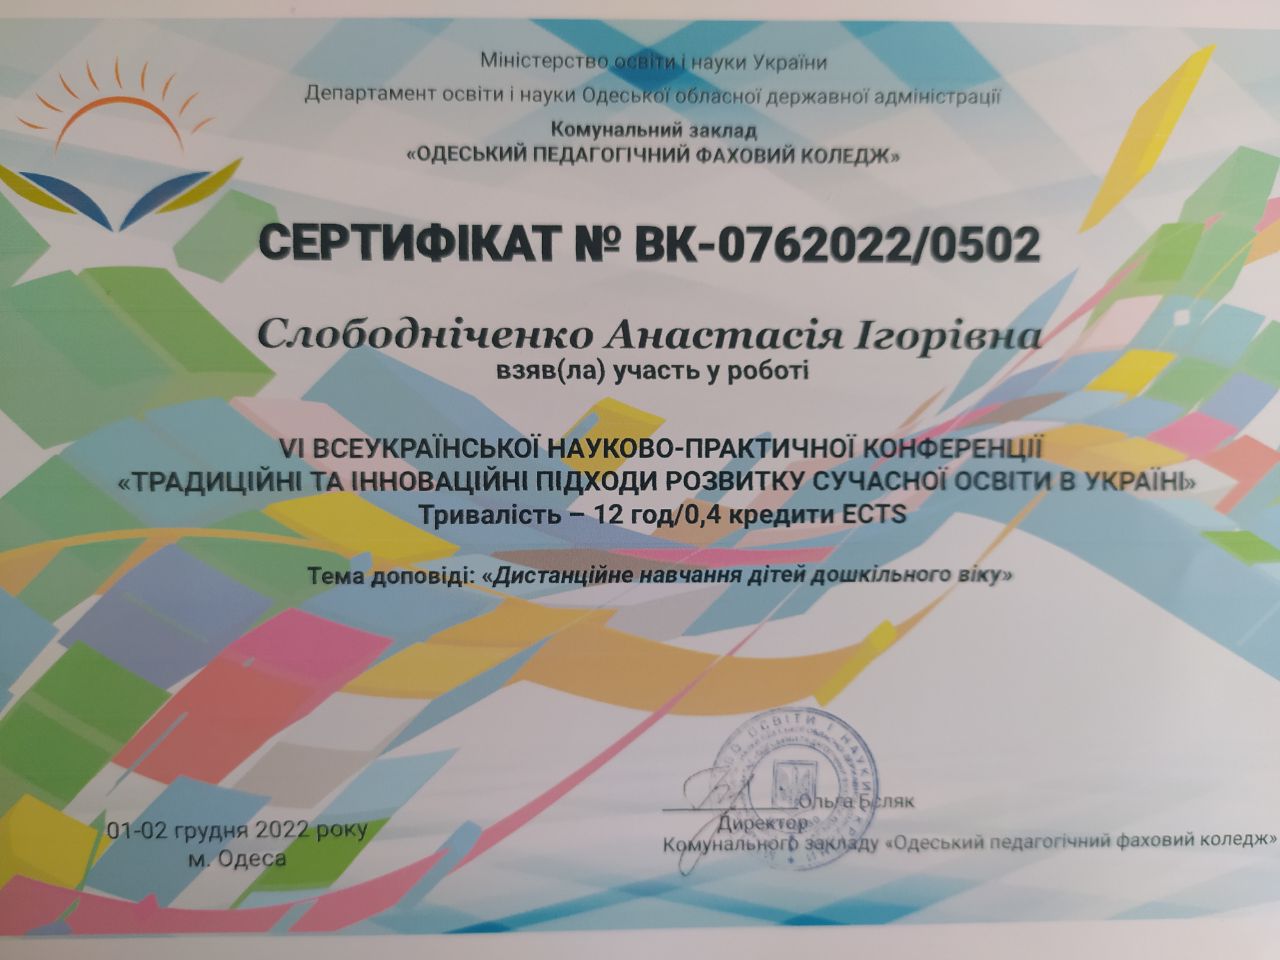 Міністерство освіти і науки України
Департамент освіти і науки Одеської обласної державної адміністрації
Комунальний заклад
«ОДЕСЬКИЙ ПЕДАГОГІЧНИЙ ФАХОВИЙ КОЛЕДЖ»
СЕРТИФІКАТ № ВК-0762022/0502
Слободніченко Анастасія Ігорівна
взяв(ла) участь у роботі
VI ВСЕУКРАЇНСЬКОЇ НАУКОВО-ПРАКТИЧНОЇ КОНФЕРЕНЦІЇ
«ТРАДИЦІЙНІ ТА ІННОВАЦІЙНІ ПІДХОДИ РОЗВИТКУ СУЧАСНОЇ ОСВІТИ В УКРАЇНІ»
Тривалість – 12 год/0,4 кредити ECTS
Тема доповіді: «Дистанційне навчання дітей дошкільного віку»
01-02 грудня 2022 року
м. Одеса
Ольга Біляк
Директор
Комунального закладу «Одеський педагогічний фаховий коледж»
ОСВІТИ І НАУКИ